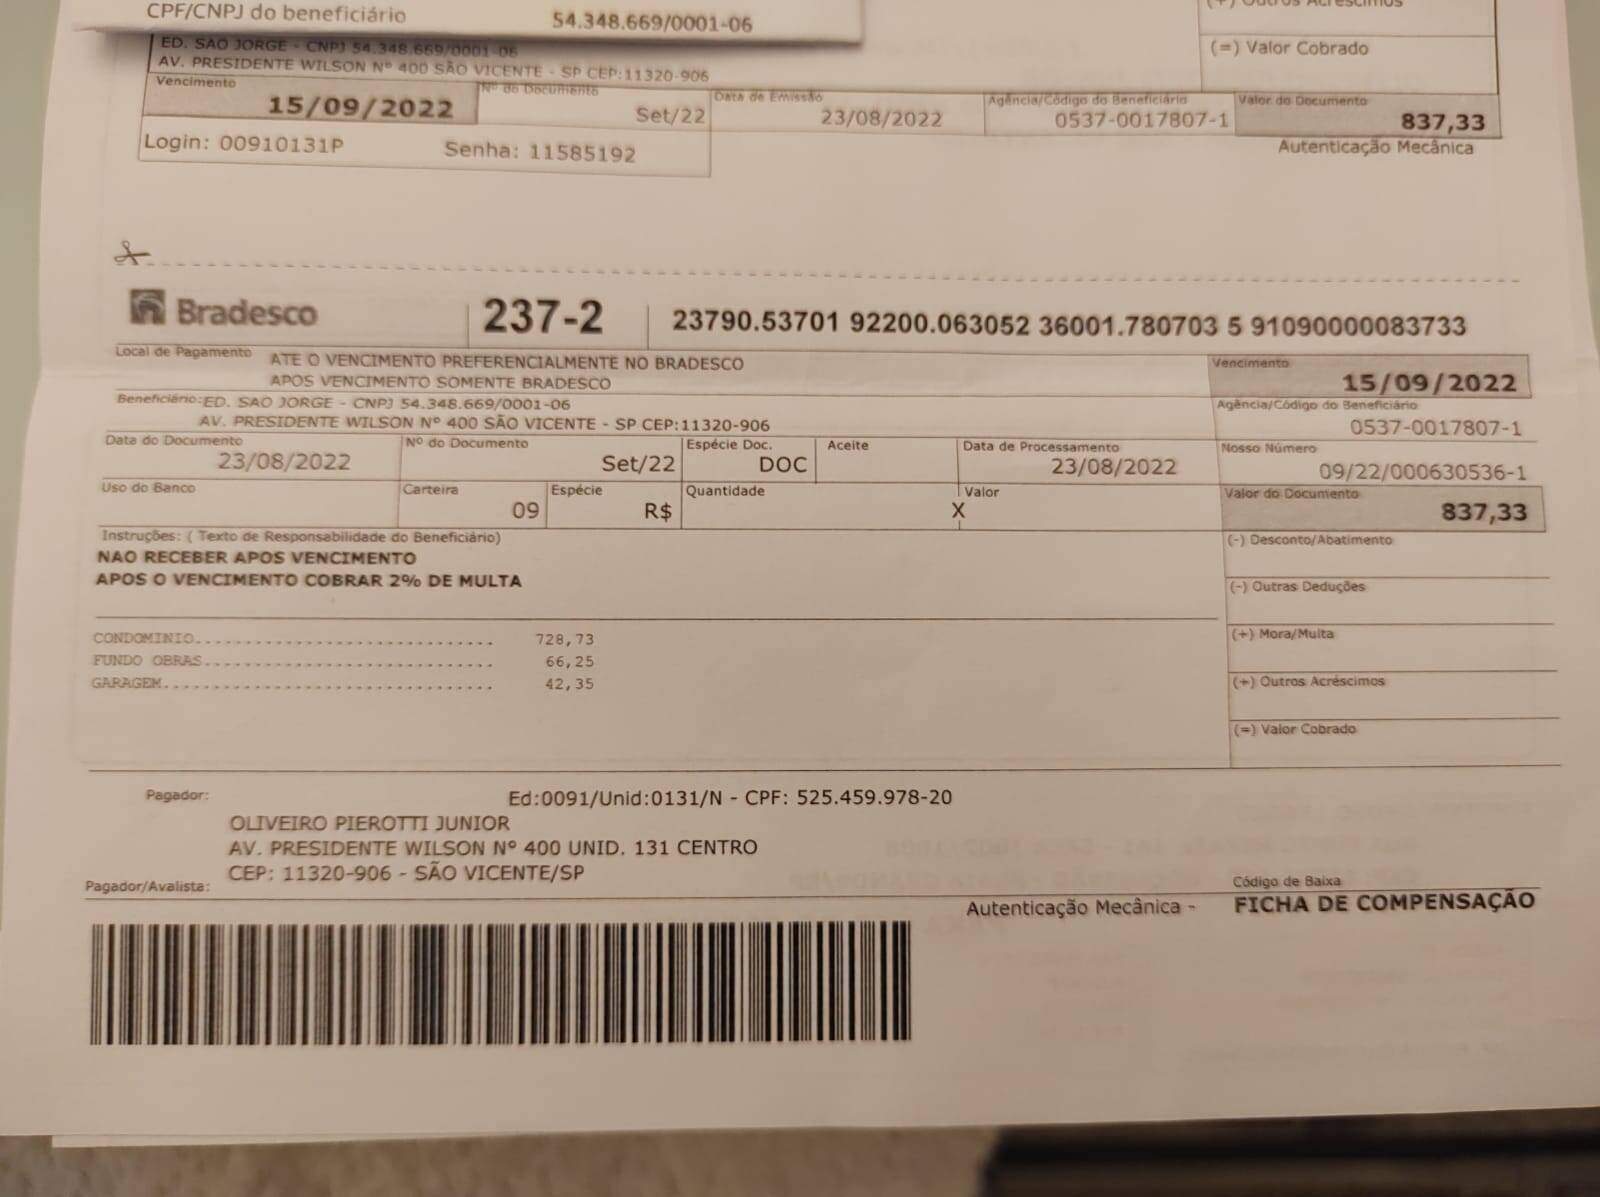 CPF/CNPJ do beneficiário 54.348.669/0001-06
ED. SAO JORGE - CNPJ 54.348.669/0001-06
(=) Valor Cobrado
AV. PRESIDENTE WILSON Nº 400 SÃO VICENTE - SP CEP:11320-906
Vencimento Nº do Documento Data de Emissão Agência/Código do Beneficiário Valor do Documento
15/09/2022 Set/22 23/08/2022 0537-0017807-1 837,33
Login: 00910131P Senha: 11585192 Autenticação Mecânica
Bradesco 237-2 23790.53701 92200.063052 36001.780703 5 91090000083733
Local de Pagamento ATE O VENCIMENTO PREFERENCIALMENTE NO BRADESCO Vencimento
APOS VENCIMENTO SOMENTE BRADESCO 15/09/2022
Beneficiário: ED. SAO JORGE - CNPJ 54.348.669/0001-06 Agência/Código do Beneficiário
AV. PRESIDENTE WILSON Nº 400 SÃO VICENTE - SP CEP:11320-906 0537-0017807-1
Data do Documento Nº do Documento Espécie Doc. Aceite Data de Processamento Nosso Número
23/08/2022 Set/22 DOC 23/08/2022 09/22/000630536-1
Uso do Banco Carteira Espécie Quantidade Valor Valor do Documento
09 R$ X 837,33
Instruções: ( Texto de Responsabilidade do Beneficiário) (-) Desconto/Abatimento
NAO RECEBER APOS VENCIMENTO
APOS O VENCIMENTO COBRAR 2% DE MULTA
(-) Outras Deduções
CONDOMINIO.................................. 728,73
(+) Mora/Multa
FUNDO OBRAS................................. 66,25
GARAGEM..................................... 42,35
(+) Outros Acréscimos
(=) Valor Cobrado
Pagador: Ed:0091/Unid:0131/N - CPF: 525.459.978-20
OLIVEIRO PIEROTTI JUNIOR
AV. PRESIDENTE WILSON Nº 400 UNID. 131 CENTRO
CEP: 11320-906 - SÃO VICENTE/SP
Pagador/Avalista: Código de Baixa
Autenticação Mecânica - FICHA DE COMPENSAÇÃO